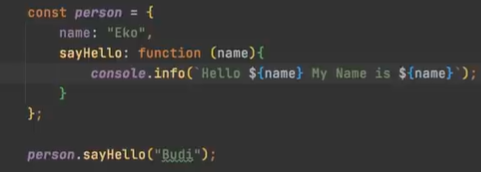 const person = {
    name: "Eko",
    sayHello: function (name){
        console.info(`Hello ${name} My Name is ${name}`);
    }
};
person.sayHello("Budi");